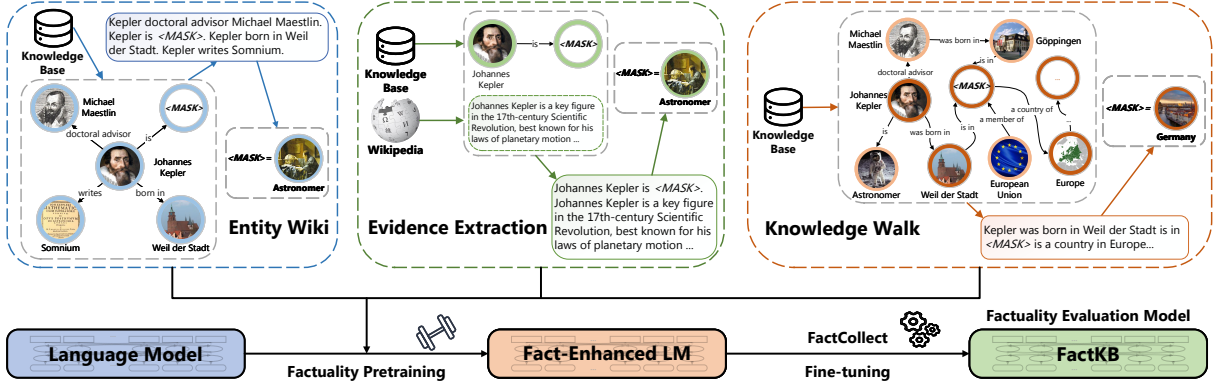 Kepler doctoral advisor Michael Maestlin.
Kepler is <MASK>. Kepler born in Weil
der Stadt. Kepler writes Somnium.
Knowledge
Base
Michael
Maestlin
<MASK>
doctoral advisor
is
Johannes
Kepler
writes
born in
Somnium
Weil der Stadt
<MASK> =
Astronomer
Entity Wiki
Knowledge
Base
Wikipedia
is
<MASK>
Johannes
Kepler
Johannes Kepler is a key figure
in the 17th-century Scientific
Revolution, best known for his
laws of planetary motion ...
<MASK> =
Astronomer
Johannes Kepler is <MASK>.
Johannes Kepler is a key figure
in the 17th-century Scientific
Revolution, best known for his
laws of planetary motion ...
Evidence Extraction
Knowledge
Base
Michael
Maestlin
was born in
Göppingen
is in
doctoral advisor
<MASK>
...
Johannes
Kepler
a country of
a member of
was born in
is in
...
Astronomer
Weil der Stadt
European
Union
Europe
<MASK> =
Germany
Knowledge Walk
Kepler was born in Weil der Stadt is in
<MASK> is a country in Europe...
Language Model
Factuality Pretraining
Fact-Enhanced LM
FactCollect
Fine-tuning
Factuality Evaluation Model
FactKB